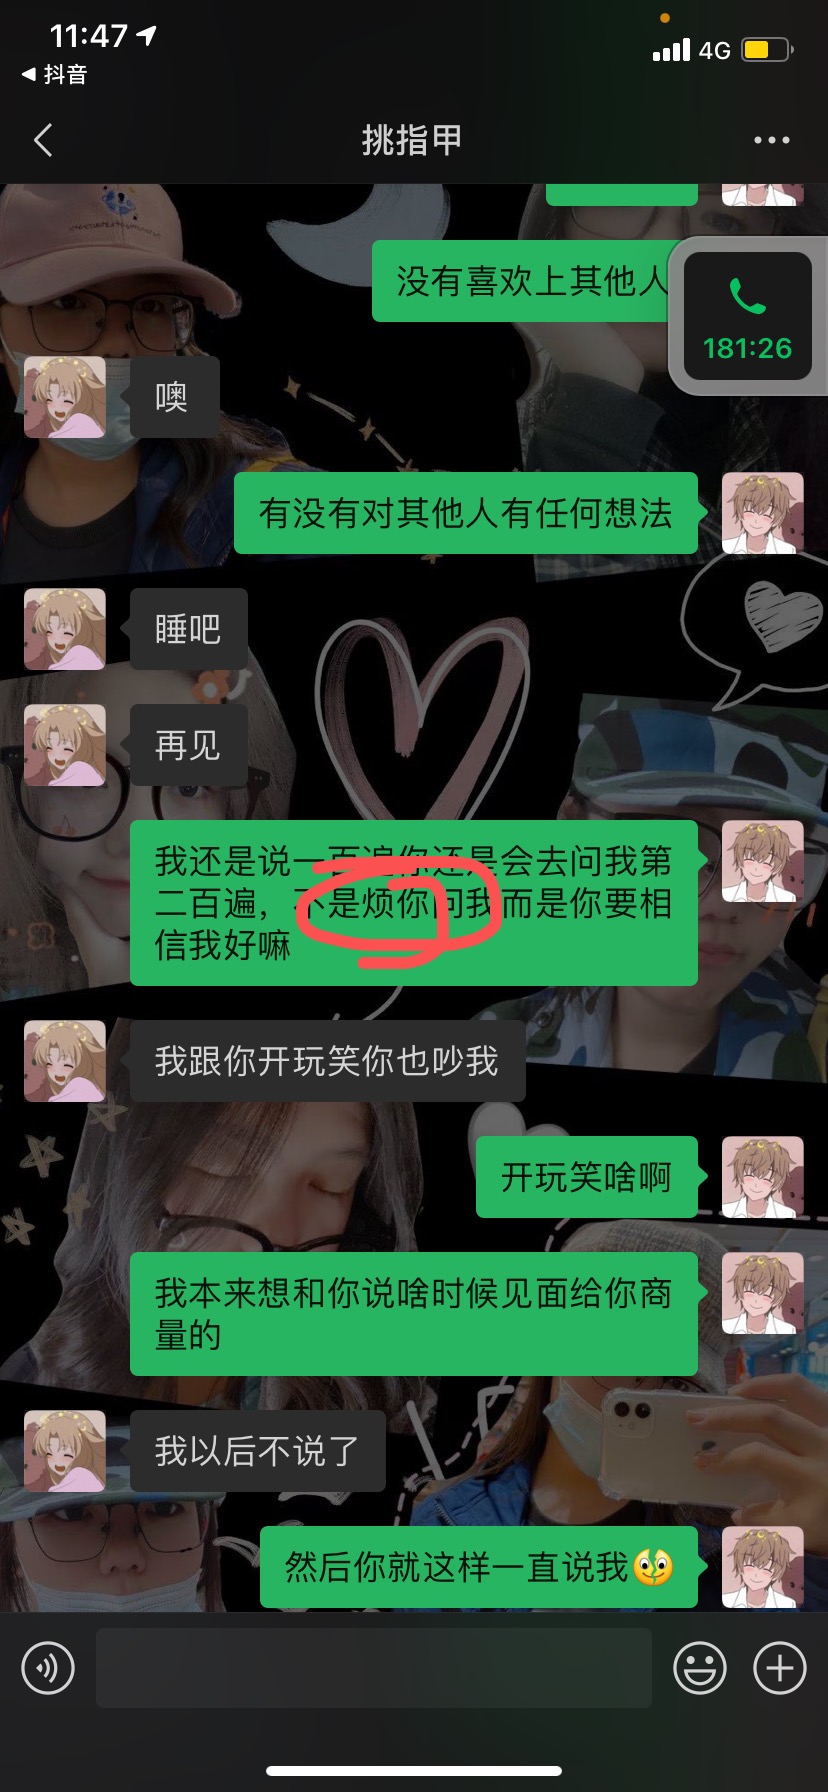 11:47
4G
抖音
挑指甲
没有喜欢上其他人
181:26
噢
有没有对其他人有任何想法
睡吧
再见
我还是说一百遍你还是会去问我第
二百遍，不是烦你问我而是你要相
信我好嘛
我跟你开玩笑你也吵我
开玩笑啥啊
我本来想和你说啥时候见面给你商
量的
我以后不说了
然后你就这样一直说我